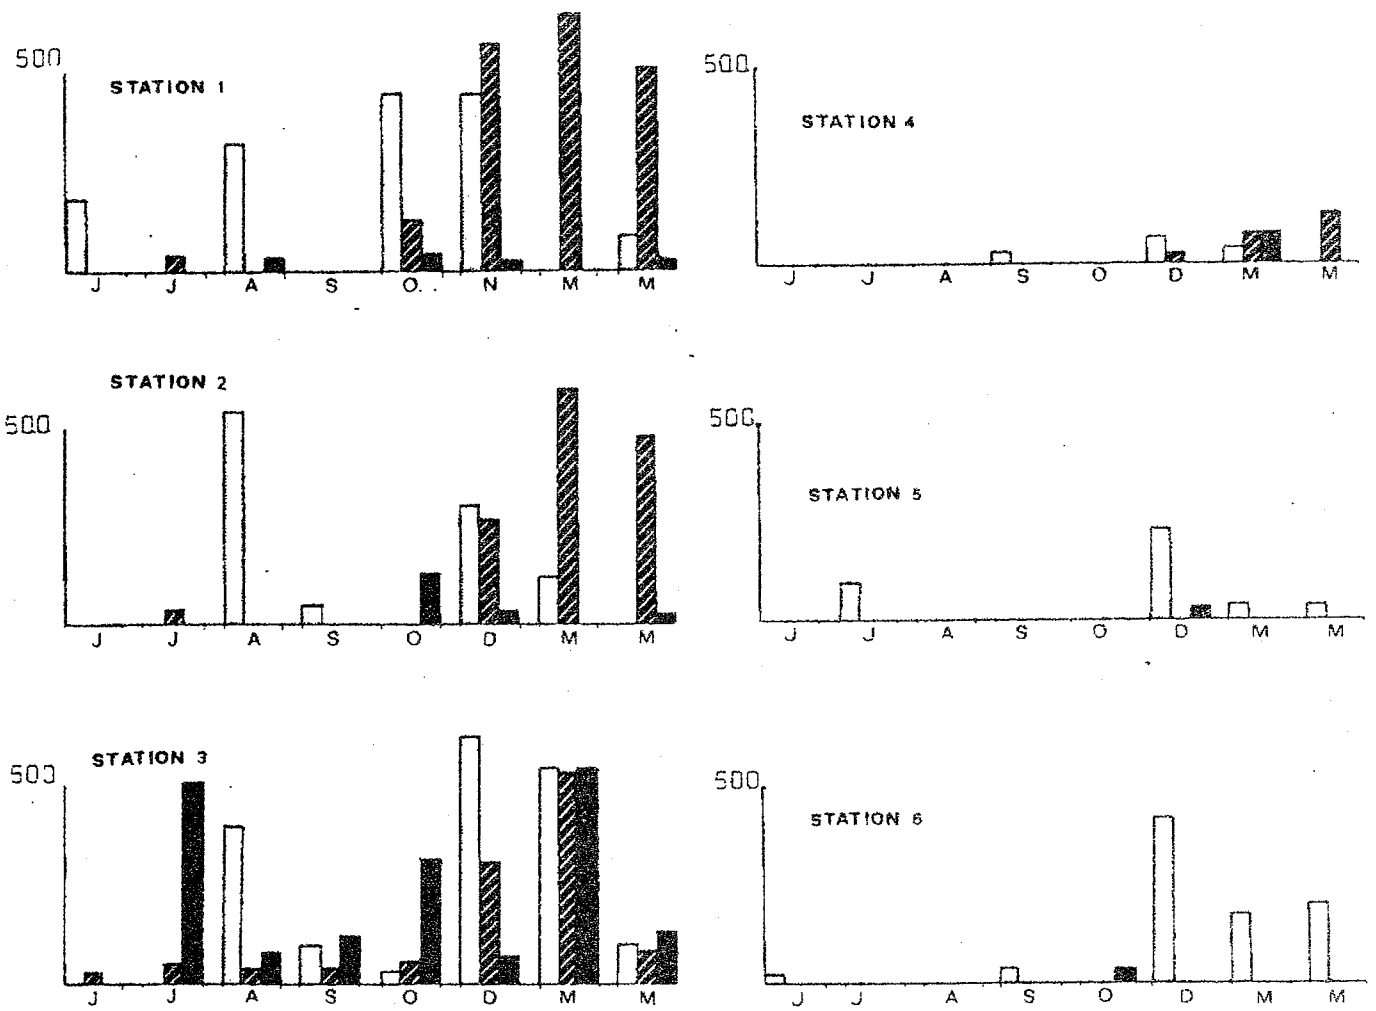 500
STATION 1
J J A S O N M M
500
STATION 4
J J A S O D M M
STATION 2
500
J J A S O D M M
500
STATION 5
J J A S O D M M
STATION 3
500
J J A S O D M M
500
STATION 6
J J A S O D M M